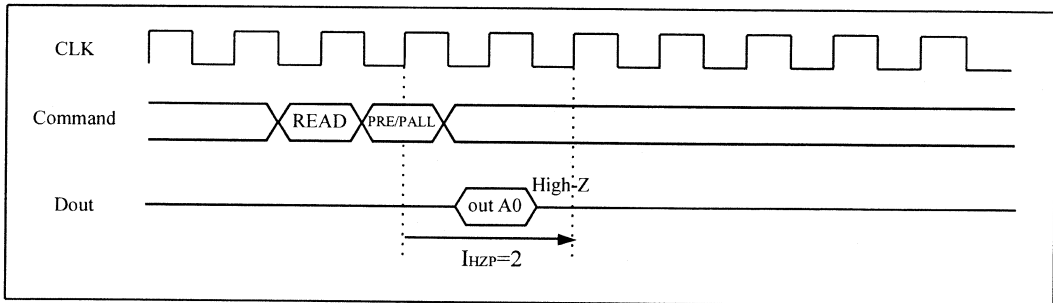 CLK
Command
READ
PRE/PALL
High-Z
Dout
out A0
IHZP=2